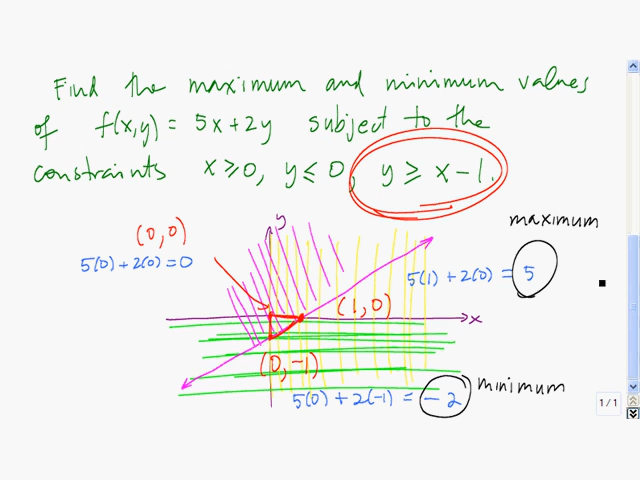 Find the maximum and minimum values
of f(x,y) = 5x+2y subject to the
constraints x ≥ 0, y ≤ 0, y ≥ x-1.
y
maximum
(0,0)
5(0)+2(0)=0
5(1)+2(0) = 5
(1,0)
x
(0,-1)
minimum
5(0)+2(-1) = -2
1/1